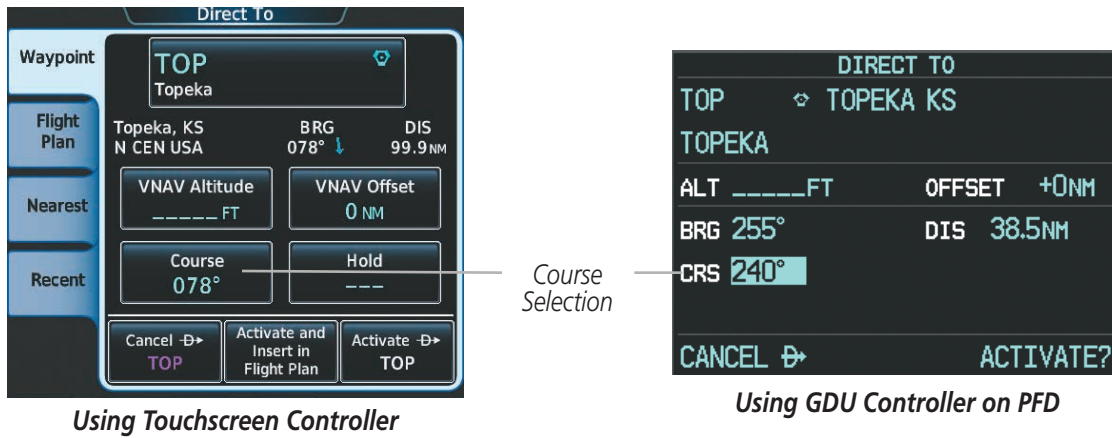 Direct To
Waypoint
Flight
Plan
Nearest
Recent
TOP
Topeka
Topeka, KS
N CEN USA
BRG
078°
DIS
99.9NM
VNAV Altitude
_____ FT
VNAV Offset
0 NM
Course
078°
Hold
---
Cancel
TOP
Activate and
Insert in
Flight Plan
Activate
TOP
Using Touchscreen Controller
Course
Selection
DIRECT TO
TOP TOPEKA KS
TOPEKA
ALT _____FT OFFSET +0NM
BRG 255° DIS 38.5NM
CRS 240°
CANCEL ACTIVATE?
Using GDU Controller on PFD